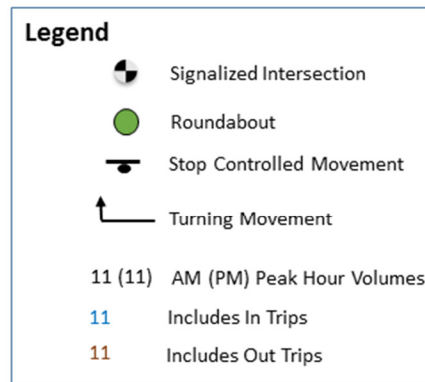 Legend
Signalized Intersection
Roundabout
Stop Controlled Movement
Turning Movement
11 (11) AM (PM) Peak Hour Volumes
11 Includes In Trips
11 Includes Out Trips